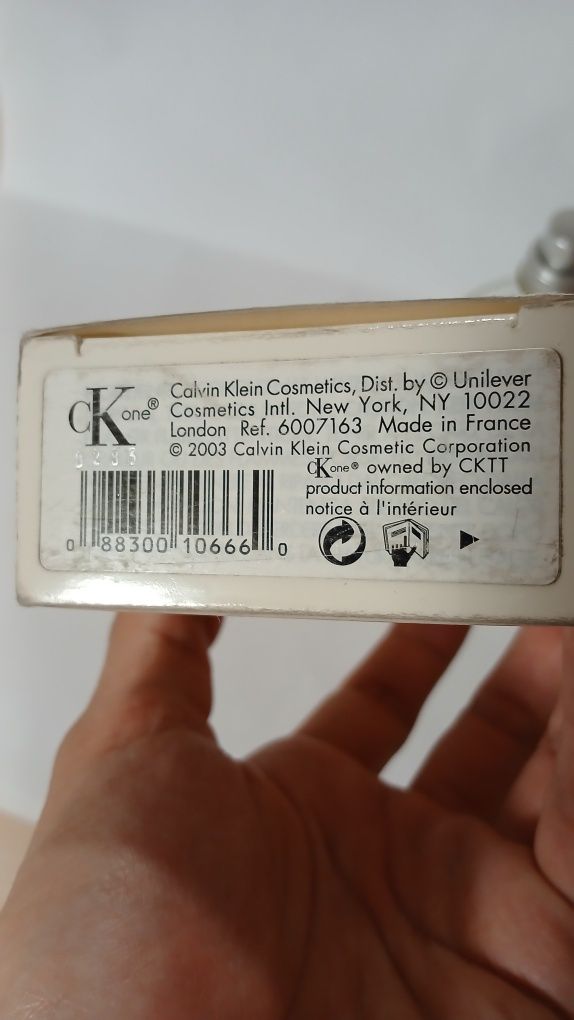 cK one®
Calvin Klein Cosmetics, Dist. by © Unilever
Cosmetics Intl. New York, NY 10022
London Ref. 6007163 Made in France
© 2003 Calvin Klein Cosmetic Corporation
cK one® owned by CKTT
product information enclosed
notice à l'intérieur
0 88300 10666 0